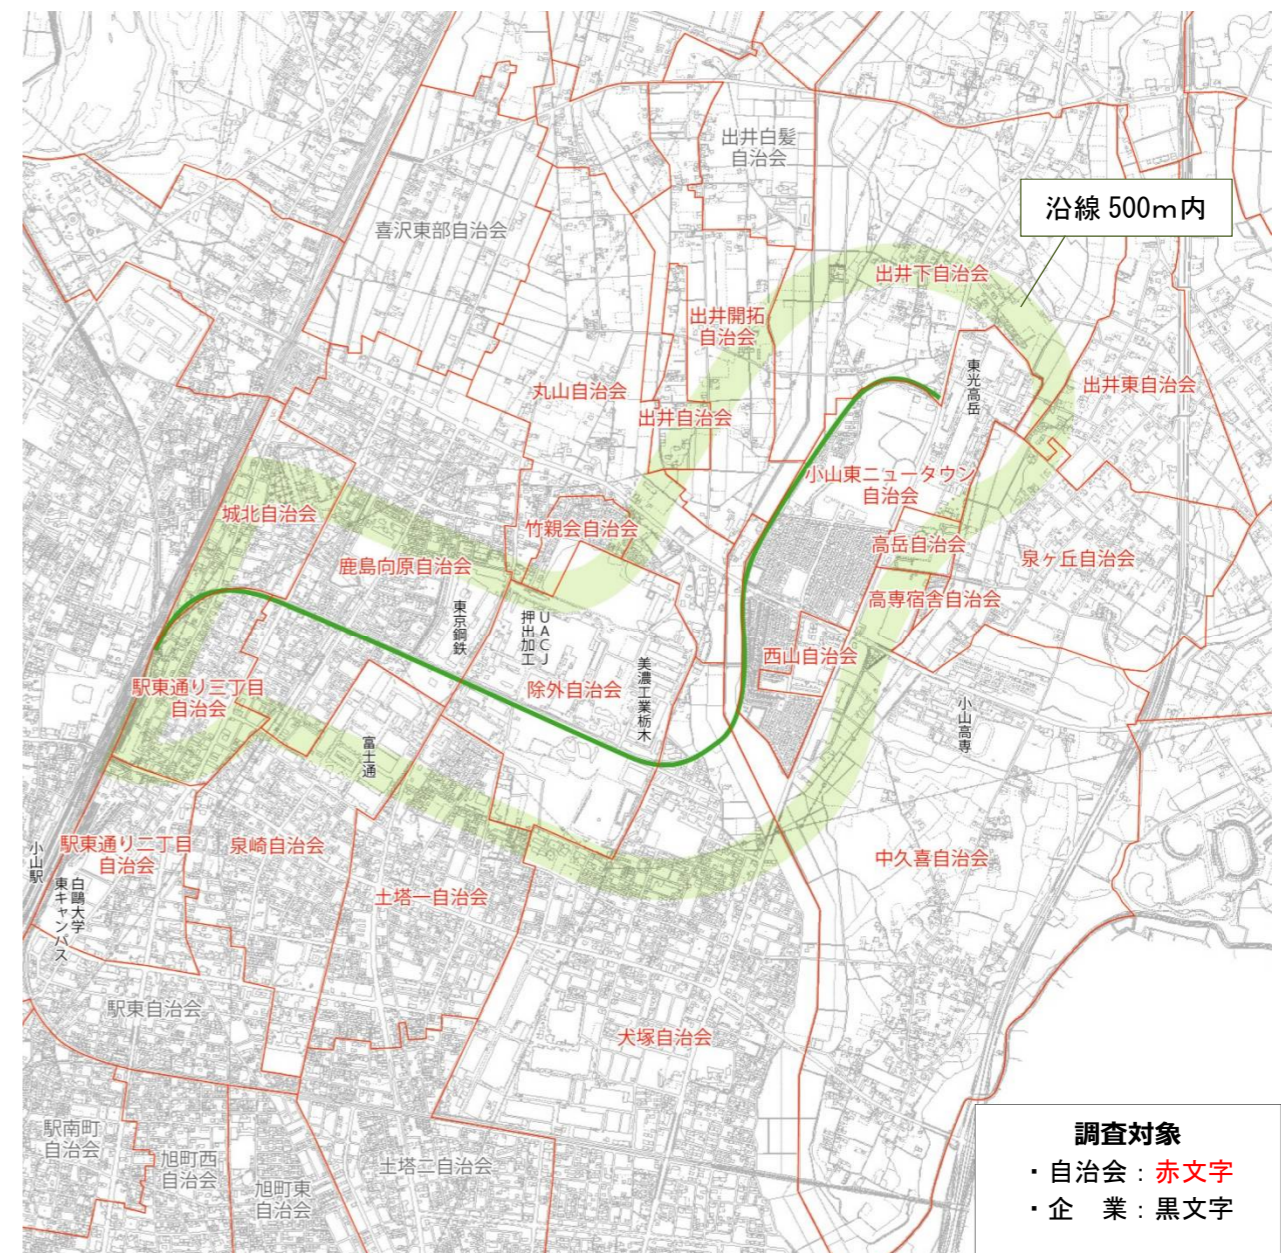 出井白髪
自治会
沿線 500m内
喜沢東部自治会
出井下自治会
出井開拓
自治会
東光高岳
丸山自治会
出井東自治会
出井自治会
小山東ニュータウン
自治会
城北自治会
竹親会自治会
高岳自治会
泉ヶ丘自治会
鹿島向原自治会
高専宿舎自治会
東京鋼鉄
UACJ
押出加工
西山自治会
美濃工業栃木
除外自治会
駅東通り三丁目
自治会
小山高専
富士通
駅東通り二丁目
自治会
泉崎自治会
小山駅
中久喜自治会
白鷗大学
東キャンパス
土塔一自治会
駅東自治会
犬塚自治会
駅南町
自治会
旭町西
自治会
旭町東
自治会
土塔二自治会
調査対象
・自治会：赤文字
・企　業：黒文字